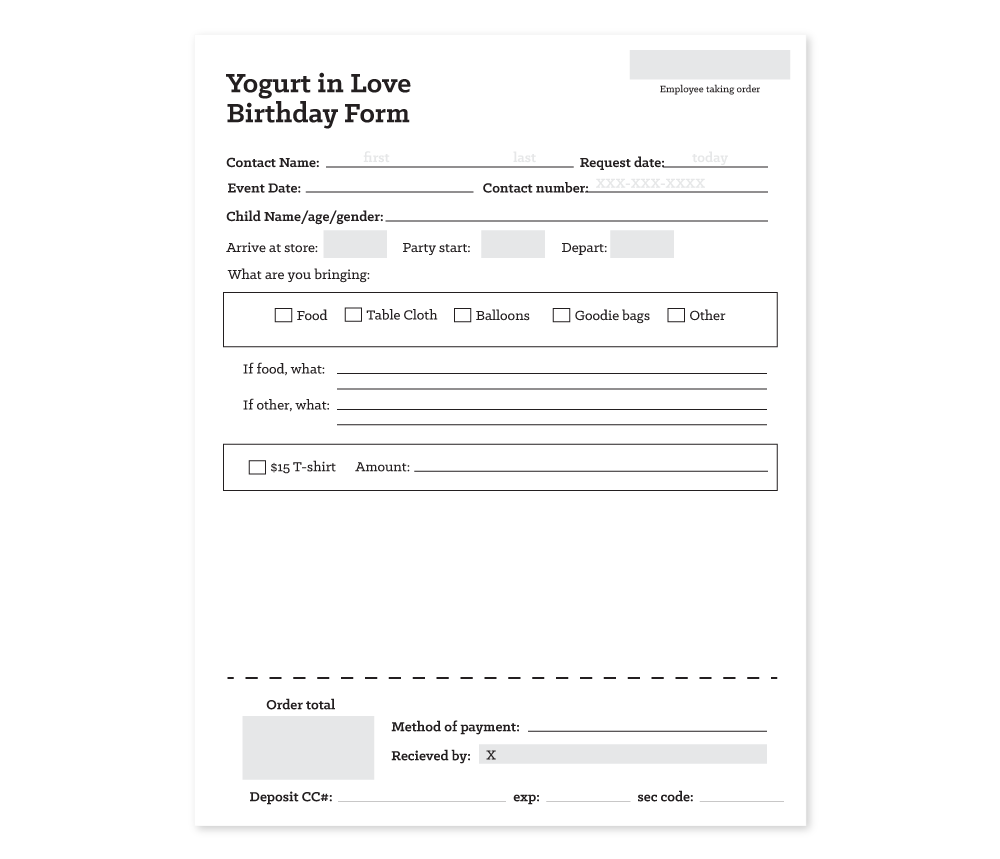 Yogurt in Love
Birthday Form
Employee taking order
Contact Name: first last Request date: today
Event Date: Contact number: XXX-XXX-XXXX
Child Name/age/gender:
Arrive at store: Party start: Depart:
What are you bringing:
Food Table Cloth Balloons Goodie bags Other
If food, what:
If other, what:
$15 T-shirt Amount:
Order total
Method of payment:
Recieved by: X
Deposit CC#: exp: sec code: